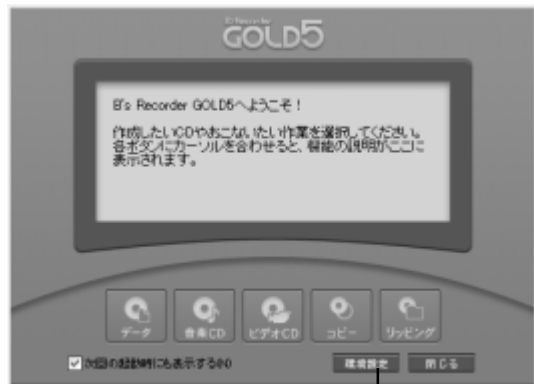 B's Recorder
GOLD5
B's Recorder GOLD5へようこそ！
作成したいCDやおこないたい作業を選択してください。
各ボタンにカーソルを合わせると、機能の説明がここに
表示されます。
データ 音楽CD ビデオCD コピー リッピング
次回の起動時にも表示する(N) 環境設定 閉じる